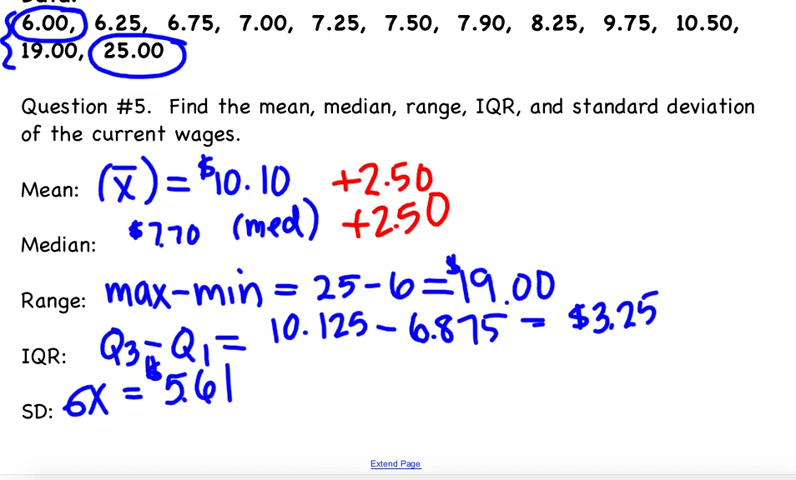 6.00, 6.25, 6.75, 7.00, 7.25, 7.50, 7.90, 8.25, 9.75, 10.50,
19.00, 25.00
Question #5. Find the mean, median, range, IQR, and standard deviation
of the current wages.
Mean: (x̅) = $10.10 +2.50
Median: $7.70 (med) +2.50
Range: max-min = 25-6 = $19.00
IQR: Q3-Q1 = 10.125 - 6.875 = $3.25
SD: σx = $5.61
Extend Page